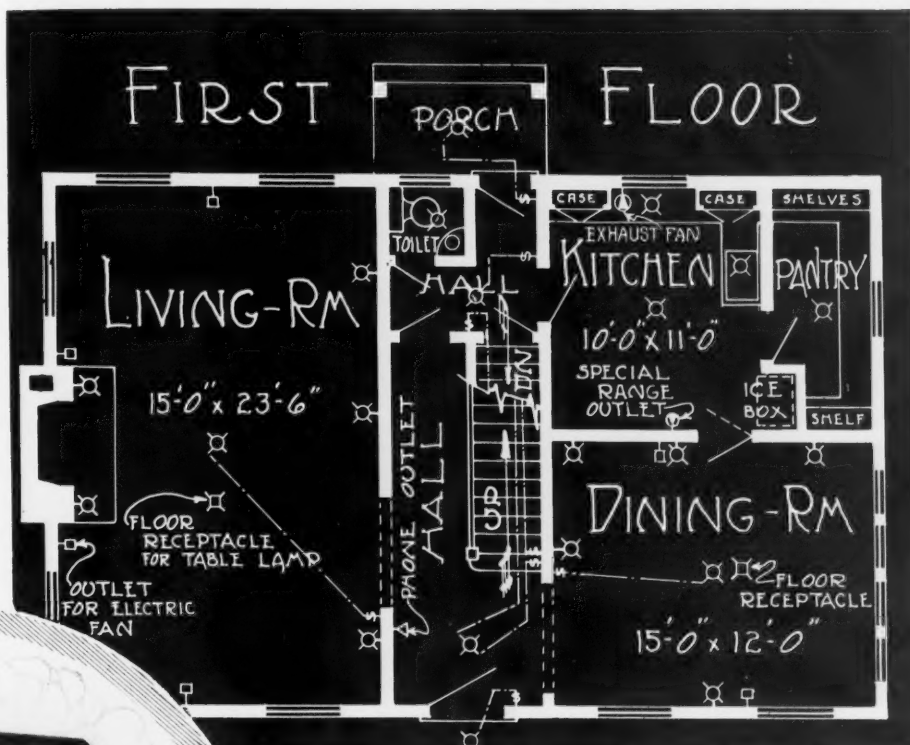 FIRST FLOOR
PORCH
CASE
CASE
SHELVES
TOILET
EXHAUST FAN
LIVING-RM
HALL
KITCHEN
PANTRY
15'-0" x 23'-6"
10'-0" x 11'-0"
SPECIAL
RANGE
OUTLET
ICE
BOX
SHELF
DN
UP
HALL
PHONE OUTLET
FLOOR
RECEPTACLE
FOR TABLE LAMP
OUTLET
FOR ELECTRIC
FAN
DINING-RM
FLOOR
RECEPTACLE
15'-0" x 12'-0"
S
S
S
S
S
S
S
S